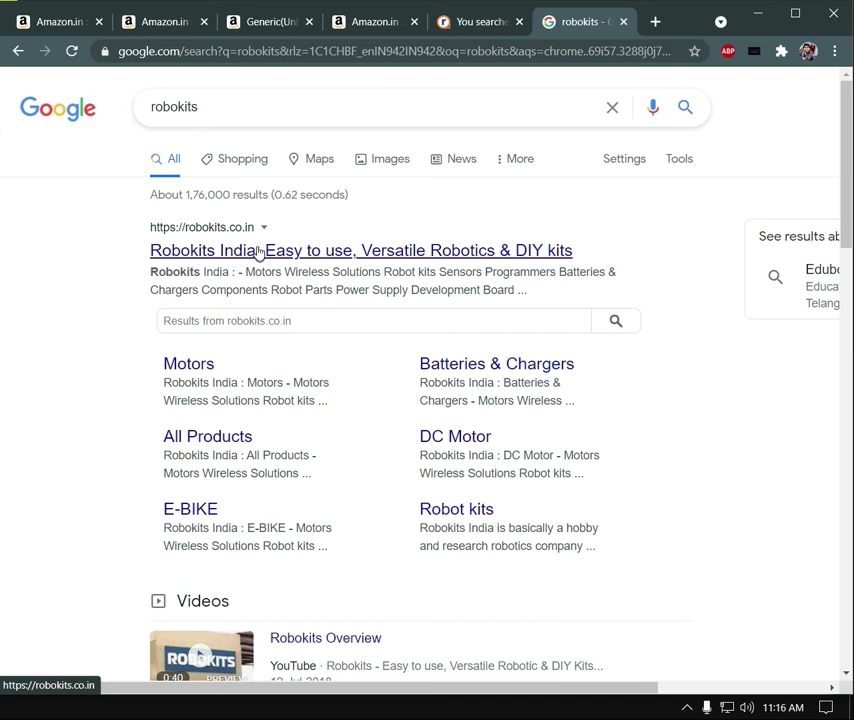 Amazon.in :
Amazon.in :
Generic(Un
Amazon.in :
You searche
robokits - G
google.com/search?q=robokits&rlz=1C1CHBF_enIN942IN942&oq=robokits&aqs=chrome..69i57.3288j0j7...
ABP
Google
robokits
All
Shopping
Maps
Images
News
More
Settings
Tools
About 1,76,000 results (0.62 seconds)
https://robokits.co.in
Robokits India: Easy to use, Versatile Robotics & DIY kits
Robokits India : - Motors Wireless Solutions Robot kits Sensors Programmers Batteries &
Chargers Components Robot Parts Power Supply Development Board ...
See results ab
Edubo
Educa
Telang
Results from robokits.co.in
Motors
Robokits India : Motors - Motors
Wireless Solutions Robot kits ...
Batteries & Chargers
Robokits India : Batteries &
Chargers - Motors Wireless ...
All Products
Robokits India : All Products -
Motors Wireless Solutions ...
DC Motor
Robokits India : DC Motor - Motors
Wireless Solutions Robot kits ...
E-BIKE
Robokits India : E-BIKE - Motors
Wireless Solutions Robot kits ...
Robot kits
Robokits India is basically a hobby
and research robotics company ...
Videos
Robokits Overview
ROBOKITS
YouTube · Robokits - Easy to use, Versatile Robotic & DIY Kits...
0:40
PREVIEW
12 Jul 2018
https://robokits.co.in
11:16 AM